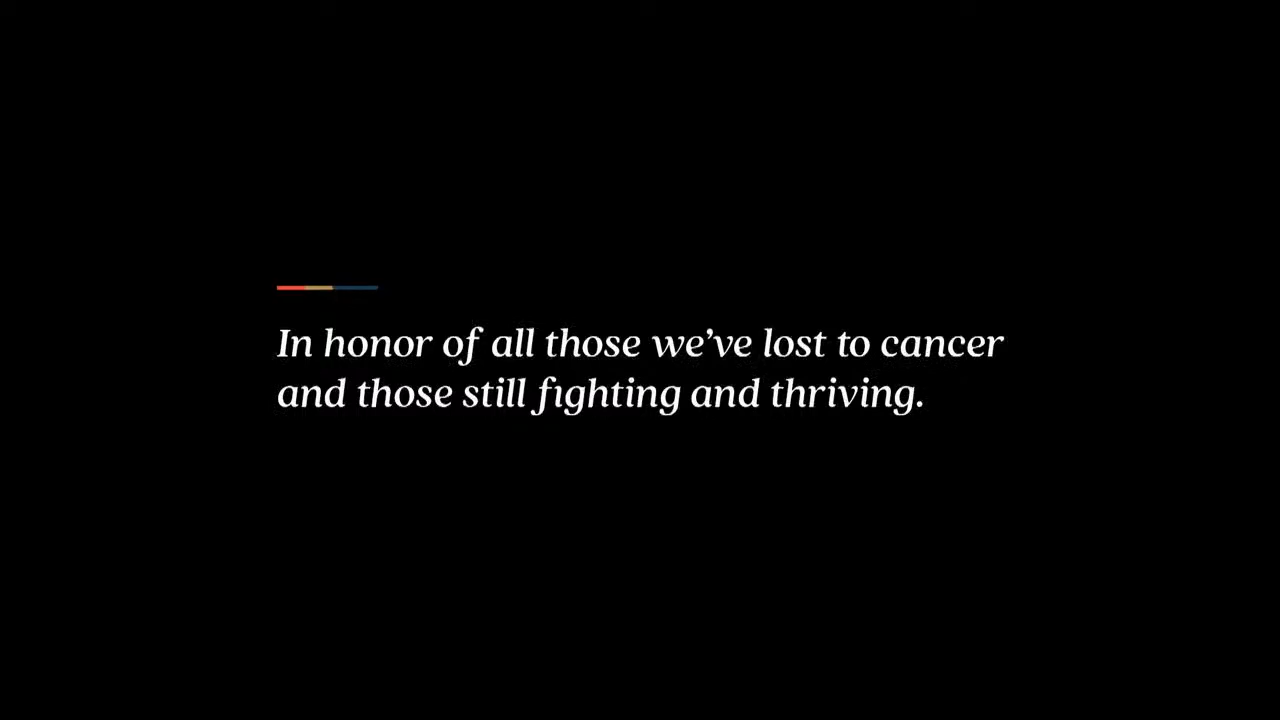 In honor of all those we’ve lost to cancer
and those still fighting and thriving.